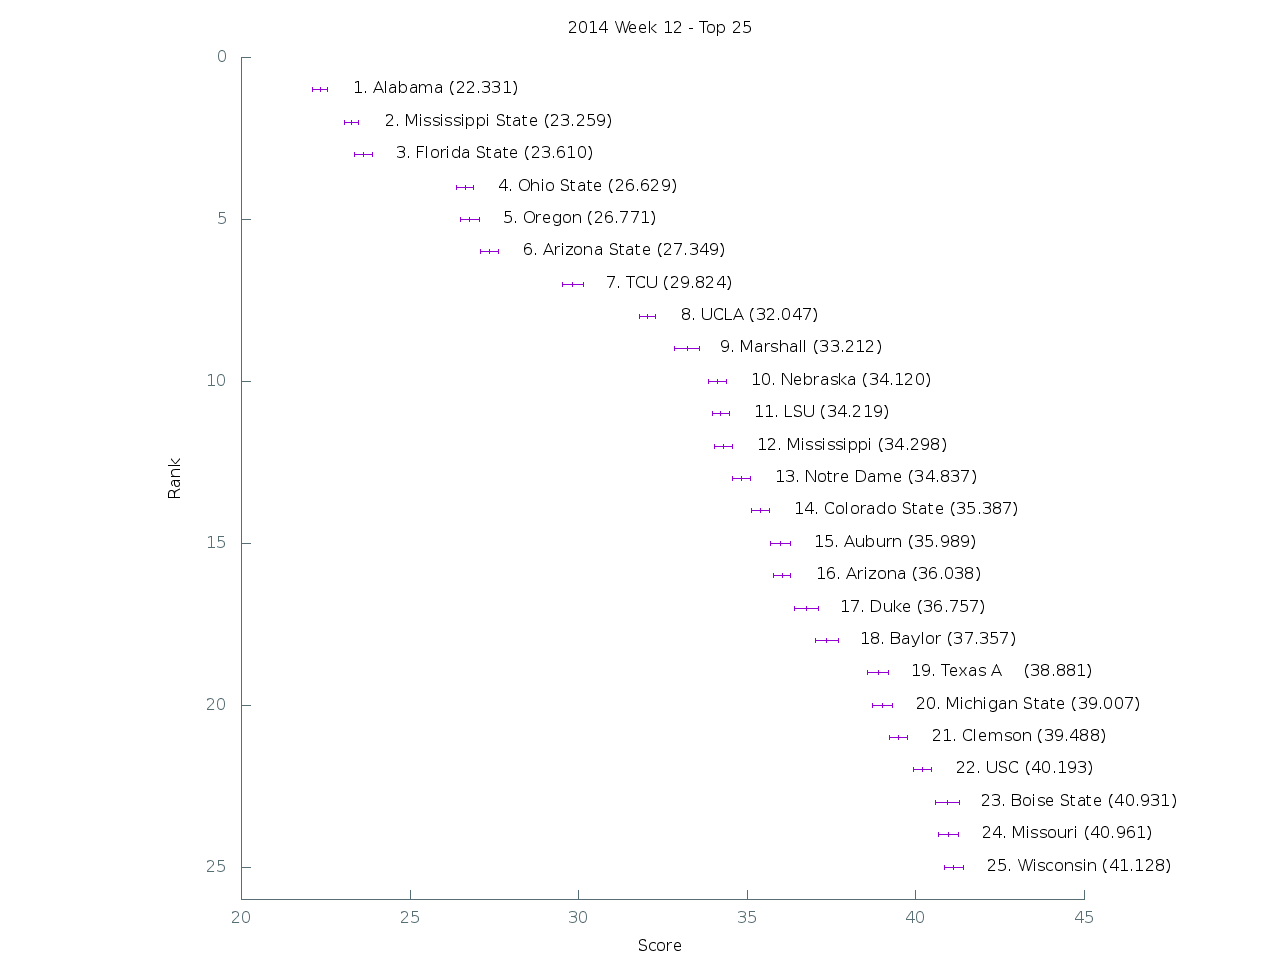 2014 Week 12 - Top 25
0
1. Alabama (22.331)
2. Mississippi State (23.259)
3. Florida State (23.610)
4. Ohio State (26.629)
5
5. Oregon (26.771)
6. Arizona State (27.349)
7. TCU (29.824)
8. UCLA (32.047)
9. Marshall (33.212)
10
10. Nebraska (34.120)
11. LSU (34.219)
12. Mississippi (34.298)
Rank
13. Notre Dame (34.837)
14. Colorado State (35.387)
15
15. Auburn (35.989)
16. Arizona (36.038)
17. Duke (36.757)
18. Baylor (37.357)
19. Texas A (38.881)
20
20. Michigan State (39.007)
21. Clemson (39.488)
22. USC (40.193)
23. Boise State (40.931)
24. Missouri (40.961)
25
25. Wisconsin (41.128)
20 25 30 35 40 45
Score